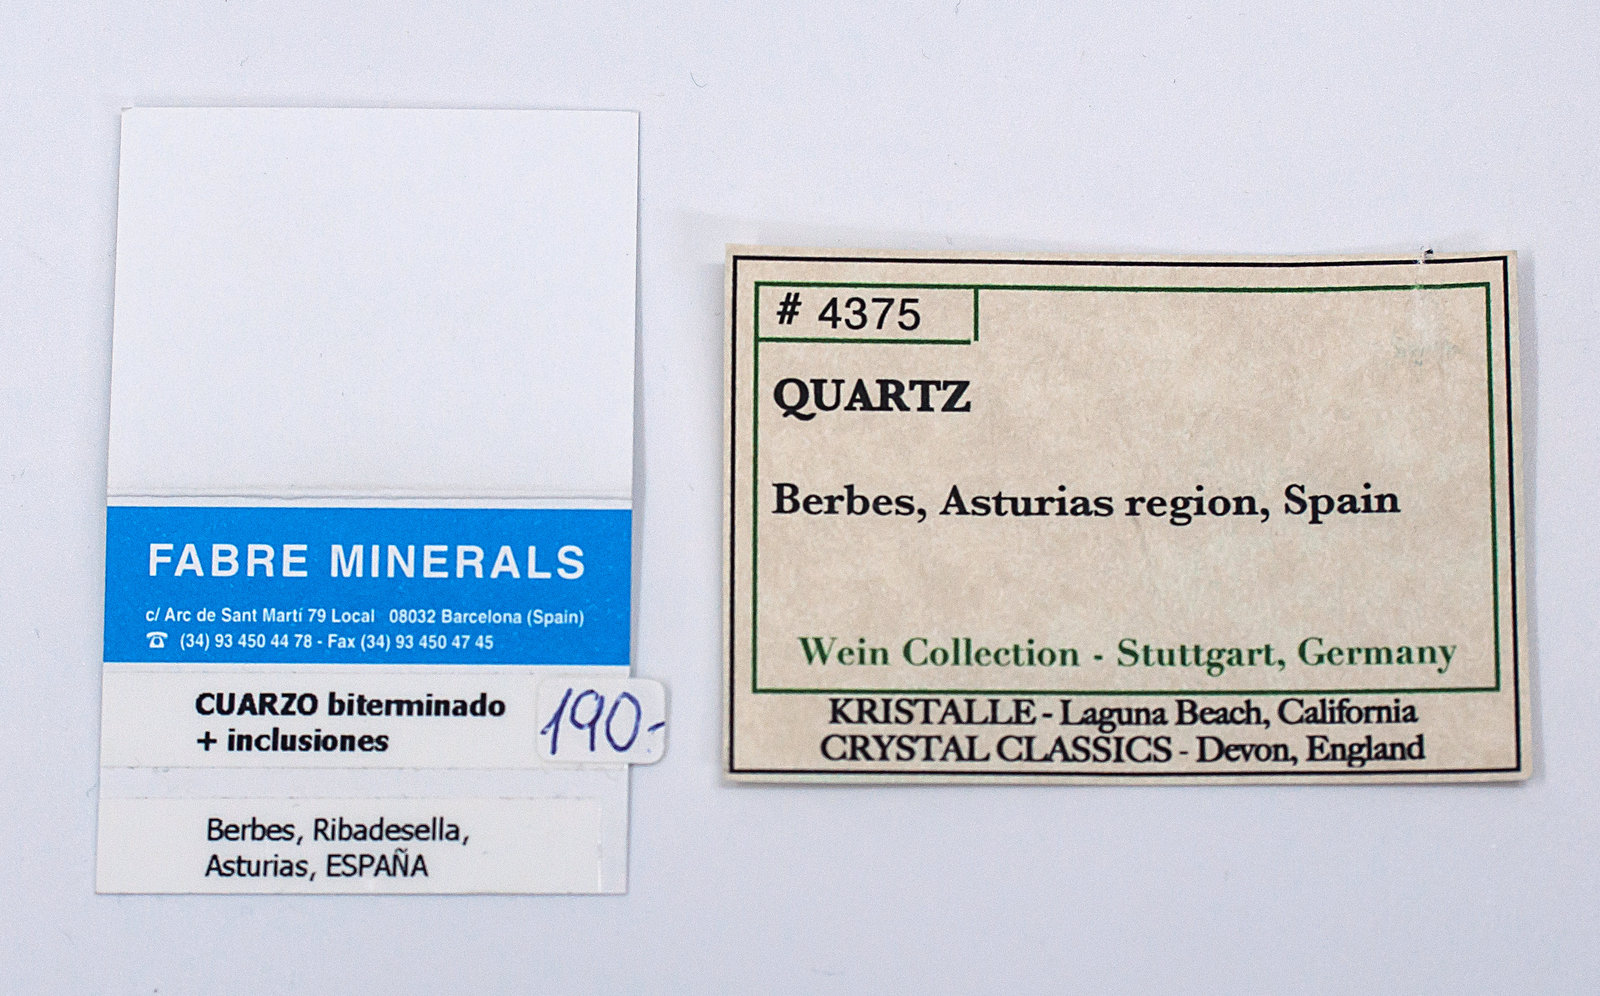 FABRE MINERALS
c/ Arc de Sant Martí 79 Local 08032 Barcelona (Spain)
☎ (34) 93 450 44 78 - Fax (34) 93 450 47 45
CUARZO biterminado
+ inclusiones
190.-
Berbes, Ribadesella,
Asturias, ESPAÑA
# 4375
QUARTZ
Berbes, Asturias region, Spain
Wein Collection - Stuttgart, Germany
KRISTALLE - Laguna Beach, California
CRYSTAL CLASSICS - Devon, England